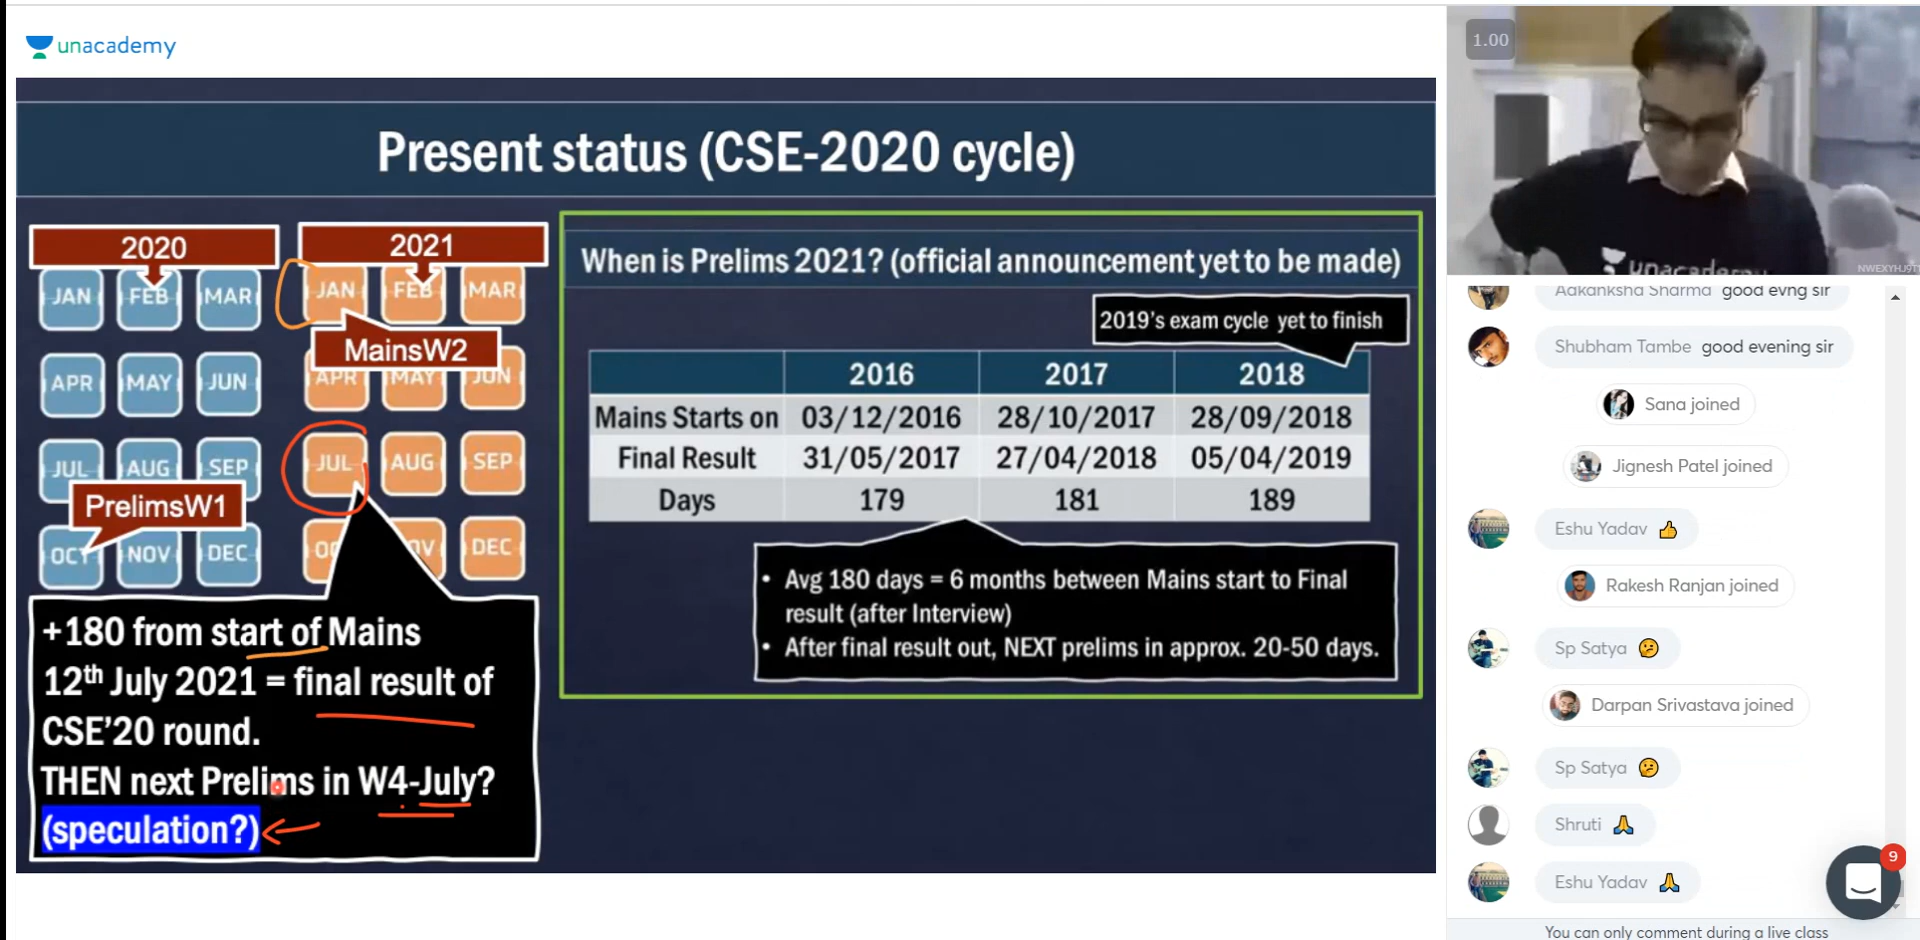 unacademy
Present status (CSE-2020 cycle)
2020
JAN FEB MAR
APR MAY JUN
JUL AUG SEP
PrelimsW1
OCT NOV DEC
2021
JAN FEB MAR
MainsW2
APR MAY JUN
JUL AUG SEP
DEC
+180 from start of Mains
12th July 2021 = final result of
CSE'20 round.
THEN next Prelims in W4-July?
(speculation?)
When is Prelims 2021? (official announcement yet to be made)
2019's exam cycle yet to finish
2016 2017 2018
Mains Starts on 03/12/2016 28/10/2017 28/09/2018
Final Result 31/05/2017 27/04/2018 05/04/2019
Days 179 181 189
• Avg 180 days = 6 months between Mains start to Final
result (after Interview)
• After final result out, NEXT prelims in approx. 20-50 days.
1.00
unacademy
Aakanksha Sharma good evng sir
Shubham Tambe good evening sir
Sana joined
Jignesh Patel joined
Eshu Yadav 👍
Rakesh Ranjan joined
Sp Satya 🤔
Darpan Srivastava joined
Sp Satya 🤔
Shruti 🙏
Eshu Yadav 🙏
9
You can only comment during a live class